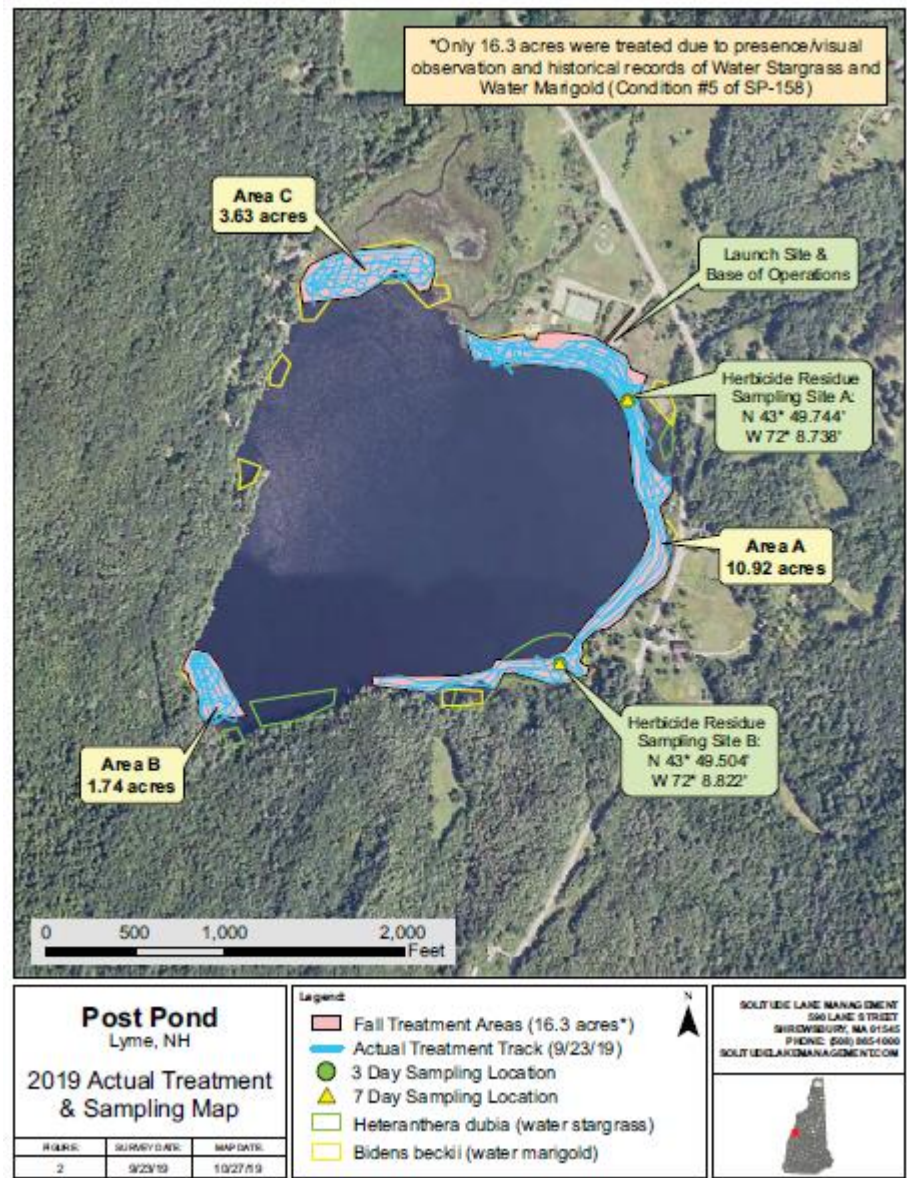 *Only 16.3 acres were treated due to presence/visual
observation and historical records of Water Stargrass and
Water Marigold (Condition #5 of SP-158)
Area C
3.63 acres
Launch Site &
Base of Operations
Herbicide Residue
Sampling Site A:
N 43* 49.744'
W 72* 8.738'
Area A
10.92 acres
Herbicide Residue
Sampling Site B:
N 43* 49.504'
W 72* 8.822'
Area B
1.74 acres
0 500 1,000 2,000
Feet
Post Pond
Lyme, NH
2019 Actual Treatment
& Sampling Map
FIGURE: SURVEY DATE: MAP DATE:
2 9/23/19 10/27/19
Legend:
N
Fall Treatment Areas (16.3 acres*)
Actual Treatment Track (9/23/19)
3 Day Sampling Location
7 Day Sampling Location
Heteranthera dubia (water stargrass)
Bidens beckii (water marigold)
SOLITUDE LAKE MANAGEMENT
590 LAKE STREET
SHREWSBURY, MA 01545
PHONE: (508) 865-1000
SOLITUDELAKEMANAGEMENT.COM